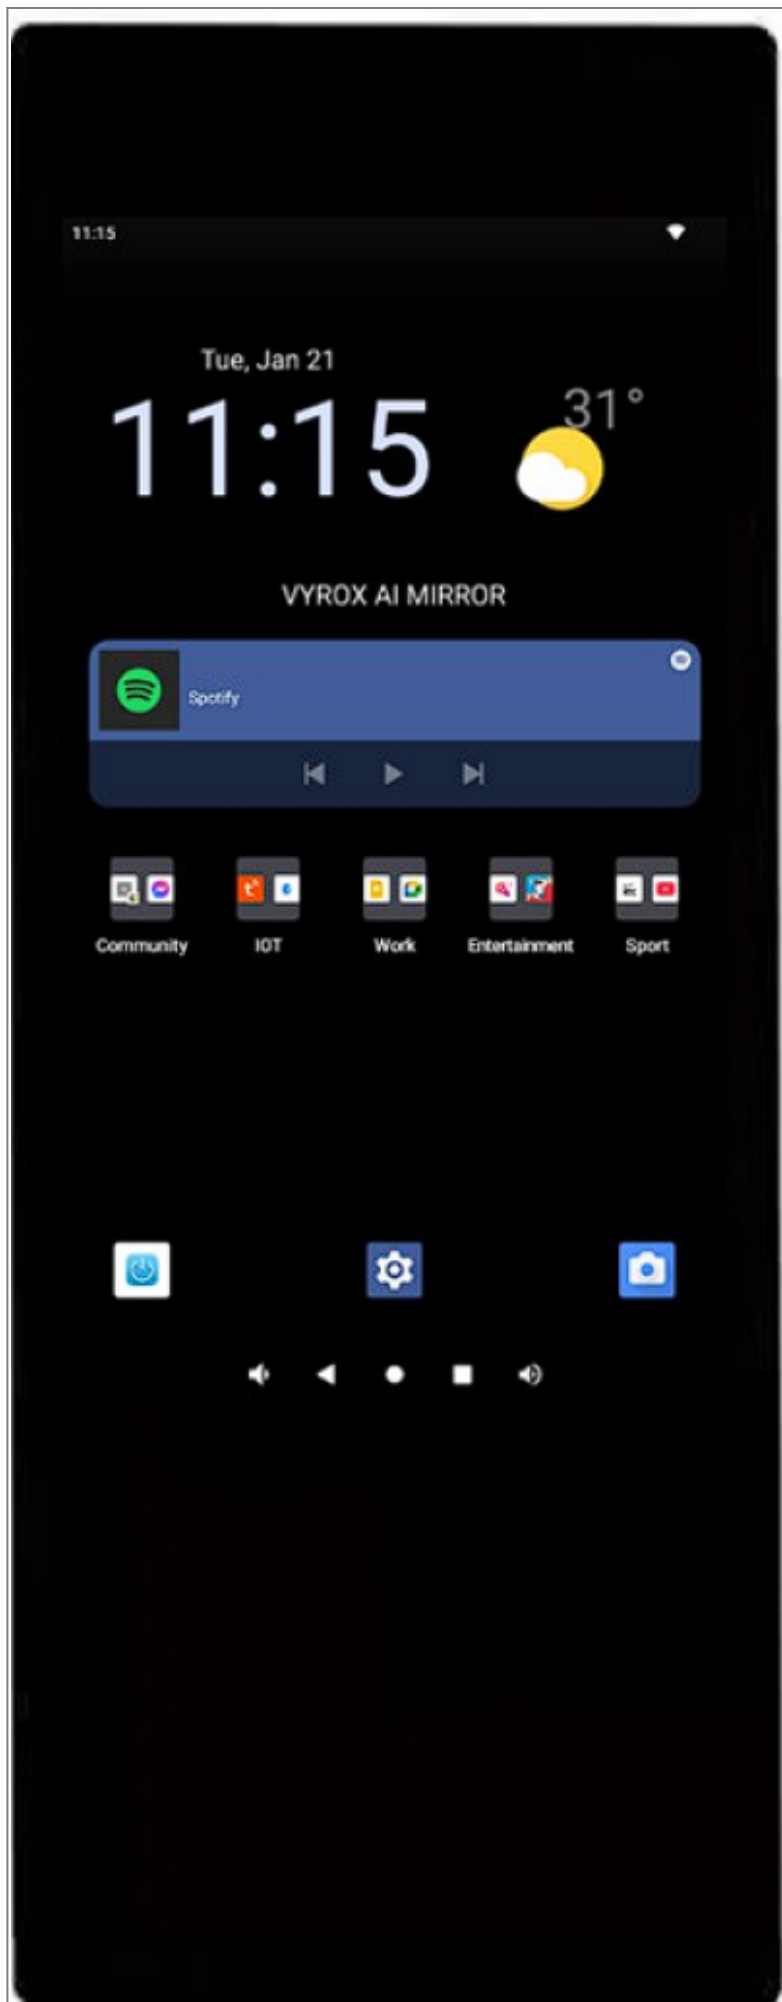 11:15
Tue, Jan 21
11:15
31°
VYROX AI MIRROR
Spotify
Community IOT Work Entertainment Sport